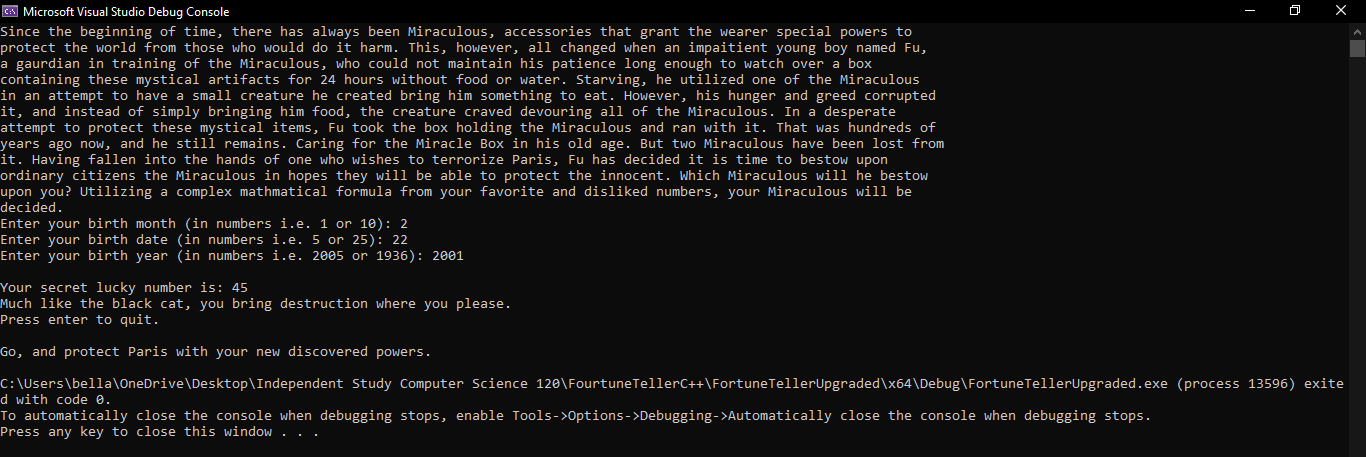 Microsoft Visual Studio Debug Console
Since the beginning of time, there has always been Miraculous, accessories that grant the wearer special powers to
protect the world from those who would do it harm. This, however, all changed when an impaitient young boy named Fu,
a gaurdian in training of the Miraculous, who could not maintain his patience long enough to watch over a box
containing these mystical artifacts for 24 hours without food or water. Starving, he utilized one of the Miraculous
in an attempt to have a small creature he created bring him something to eat. However, his hunger and greed corrupted
it, and instead of simply bringing him food, the creature craved devouring all of the Miraculous. In a desperate
attempt to protect these mystical items, Fu took the box holding the Miraculous and ran with it. That was hundreds of
years ago now, and he still remains. Caring for the Miracle Box in his old age. But two Miraculous have been lost from
it. Having fallen into the hands of one who wishes to terrorize Paris, Fu has decided it is time to bestow upon
ordinary citizens the Miraculous in hopes they will be able to protect the innocent. Which Miraculous will he bestow
upon you? Utilizing a complex mathmatical formula from your favorite and disliked numbers, your Miraculous will be
decided.
Enter your birth month (in numbers i.e. 1 or 10): 2
Enter your birth date (in numbers i.e. 5 or 25): 22
Enter your birth year (in numbers i.e. 2005 or 1936): 2001
Your secret lucky number is: 45
Much like the black cat, you bring destruction where you please.
Press enter to quit.
Go, and protect Paris with your new discovered powers.
C:\Users\bella\OneDrive\Desktop\Independent Study Computer Science 120\FourtuneTellerC++\FortuneTellerUpgraded\x64\Debug\FortuneTellerUpgraded.exe (process 13596) exite
d with code 0.
To automatically close the console when debugging stops, enable Tools->Options->Debugging->Automatically close the console when debugging stops.
Press any key to close this window . . .